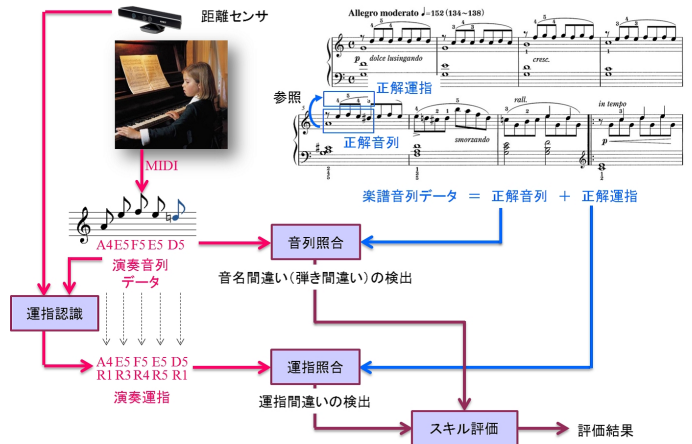 距離センサ
Allegro moderato ♩=152 (134~138)
p dolce lusingando
cresc.
正解運指
参照
正解音列
smorzando
rall.
in tempo
p
MIDI
楽譜音列データ = 正解音列 + 正解運指
A4 E5 F5 E5 D5
演奏音列
データ
音列照合
音名間違い(弾き間違い)の検出
運指認識
A4 E5 F5 E5 D5
R1 R3 R4 R5 R1
演奏運指
運指照合
運指間違いの検出
スキル評価
評価結果